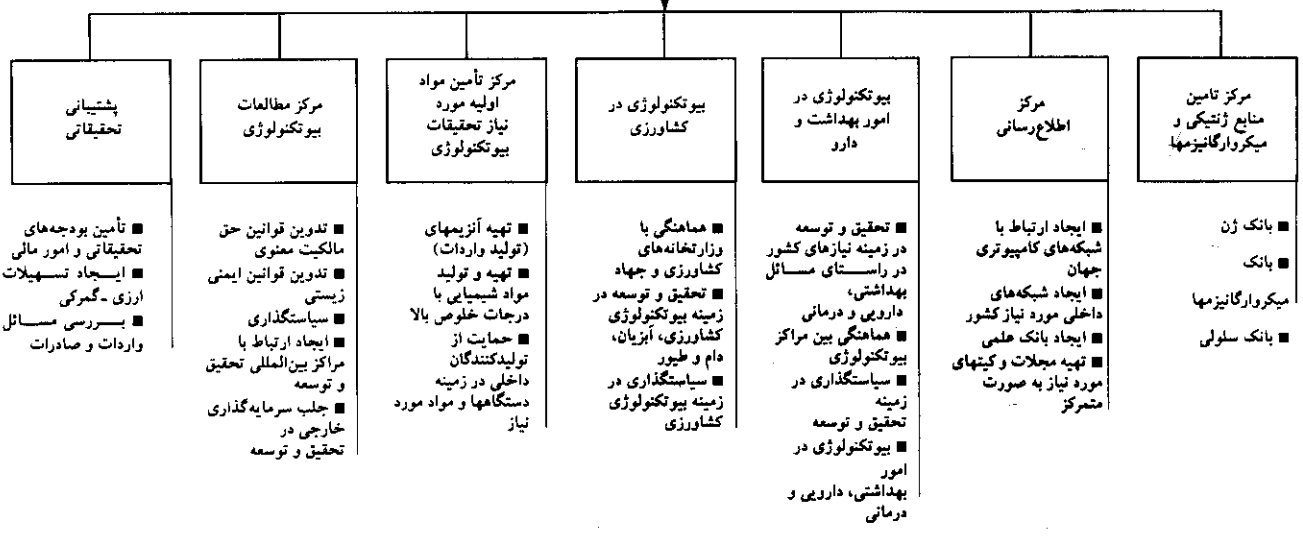 مرکز تامین
منابع ژنتیکی و
میکروارگانیزمها
■ بانک ژن
■ بانک
میکروارگانیزمها
■ بانک سلولی
مرکز
اطلاع‌رسانی
■ ایجاد ارتباط با
شبکه‌های کامپیوتری
جهان
■ ایجاد شبکه‌های
داخلی مورد نیاز کشور
■ ایجاد بانک علمی
■ تهیه مجلات و کیتهای
مورد نیاز به صورت
متمرکز
بیوتکنولوژی در
امور بهداشت و
دارو
■ تحقیق و توسعه
در زمینه نیازهای کشور
در راستای مسائل
بهداشتی،
دارویی و درمانی
■ هماهنگی بین مراکز
بیوتکنولوژی
■ سیاستگذاری در
زمینه
تحقیق و توسعه
■ بیوتکنولوژی در
امور
بهداشتی، دارویی و
درمانی
بیوتکنولوژی در
کشاورزی
■ هماهنگی با
وزارتخانه‌های
کشاورزی و جهاد
■ تحقیق و توسعه در
زمینه بیوتکنولوژی
کشاورزی، آبزیان،
دام و طیور
■ سیاستگذاری در
زمینه بیوتکنولوژی
کشاورزی
مرکز تأمین مواد
اولیه مورد
نیاز تحقیقات
بیوتکنولوژی
■ تهیه آنزیمهای
(تولید واردات)
■ تهیه و تولید
مواد شیمیایی با
درجات خلوص بالا
■ حمایت از
تولیدکنندگان
داخلی در زمینه
دستگاهها و مواد مورد
نیاز
مرکز مطالعات
بیوتکنولوژی
■ تدوین قوانین حق
مالکیت معنوی
■ تدوین قوانین ایمنی
زیستی
■ سیاستگذاری
■ ایجاد ارتباط با
مراکز بین‌المللی تحقیق
و توسعه
■ جلب سرمایه‌گذاری
خارجی در
تحقیق و توسعه
پشتیبانی
تحقیقاتی
■ تأمین بودجه‌های
تحقیقاتی و امور مالی
■ ایجاد تسهیلات
ارزی -گمرکی
■ بررسی مسائل
واردات و صادرات